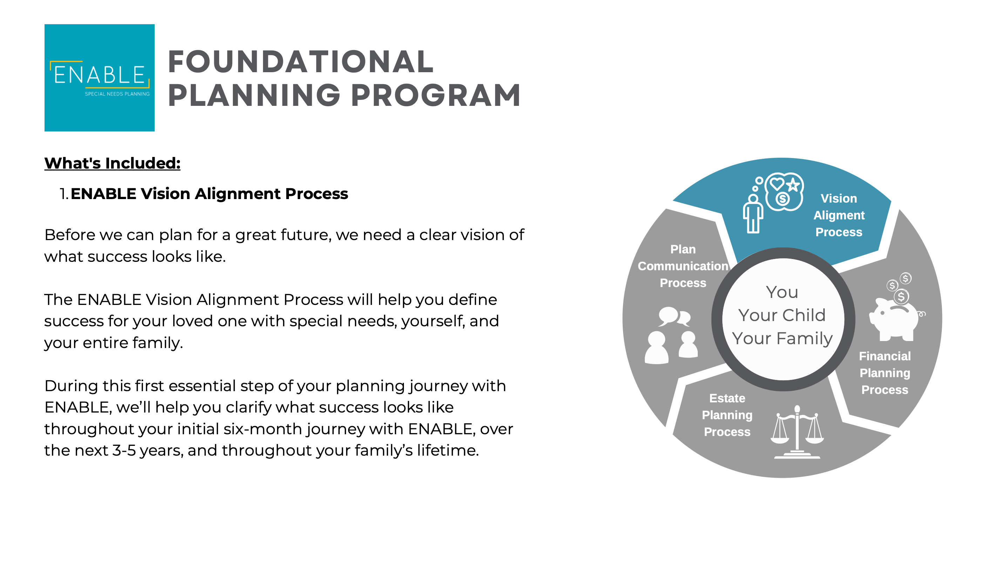 ENABLE
SPECIAL NEEDS PLANNING
FOUNDATIONAL
PLANNING PROGRAM
What's Included:
1. ENABLE Vision Alignment Process
Before we can plan for a great future, we need a clear vision of
what success looks like.
The ENABLE Vision Alignment Process will help you define
success for your loved one with special needs, yourself, and
your entire family.
During this first essential step of your planning journey with
ENABLE, we’ll help you clarify what success looks like
throughout your initial six-month journey with ENABLE, over
the next 3-5 years, and throughout your family’s lifetime.
Vision
Aligment
Process
$
Financial
Planning
Process
$
$
$
Estate
Planning
Process
Plan
Communication
Process
You
Your Child
Your Family